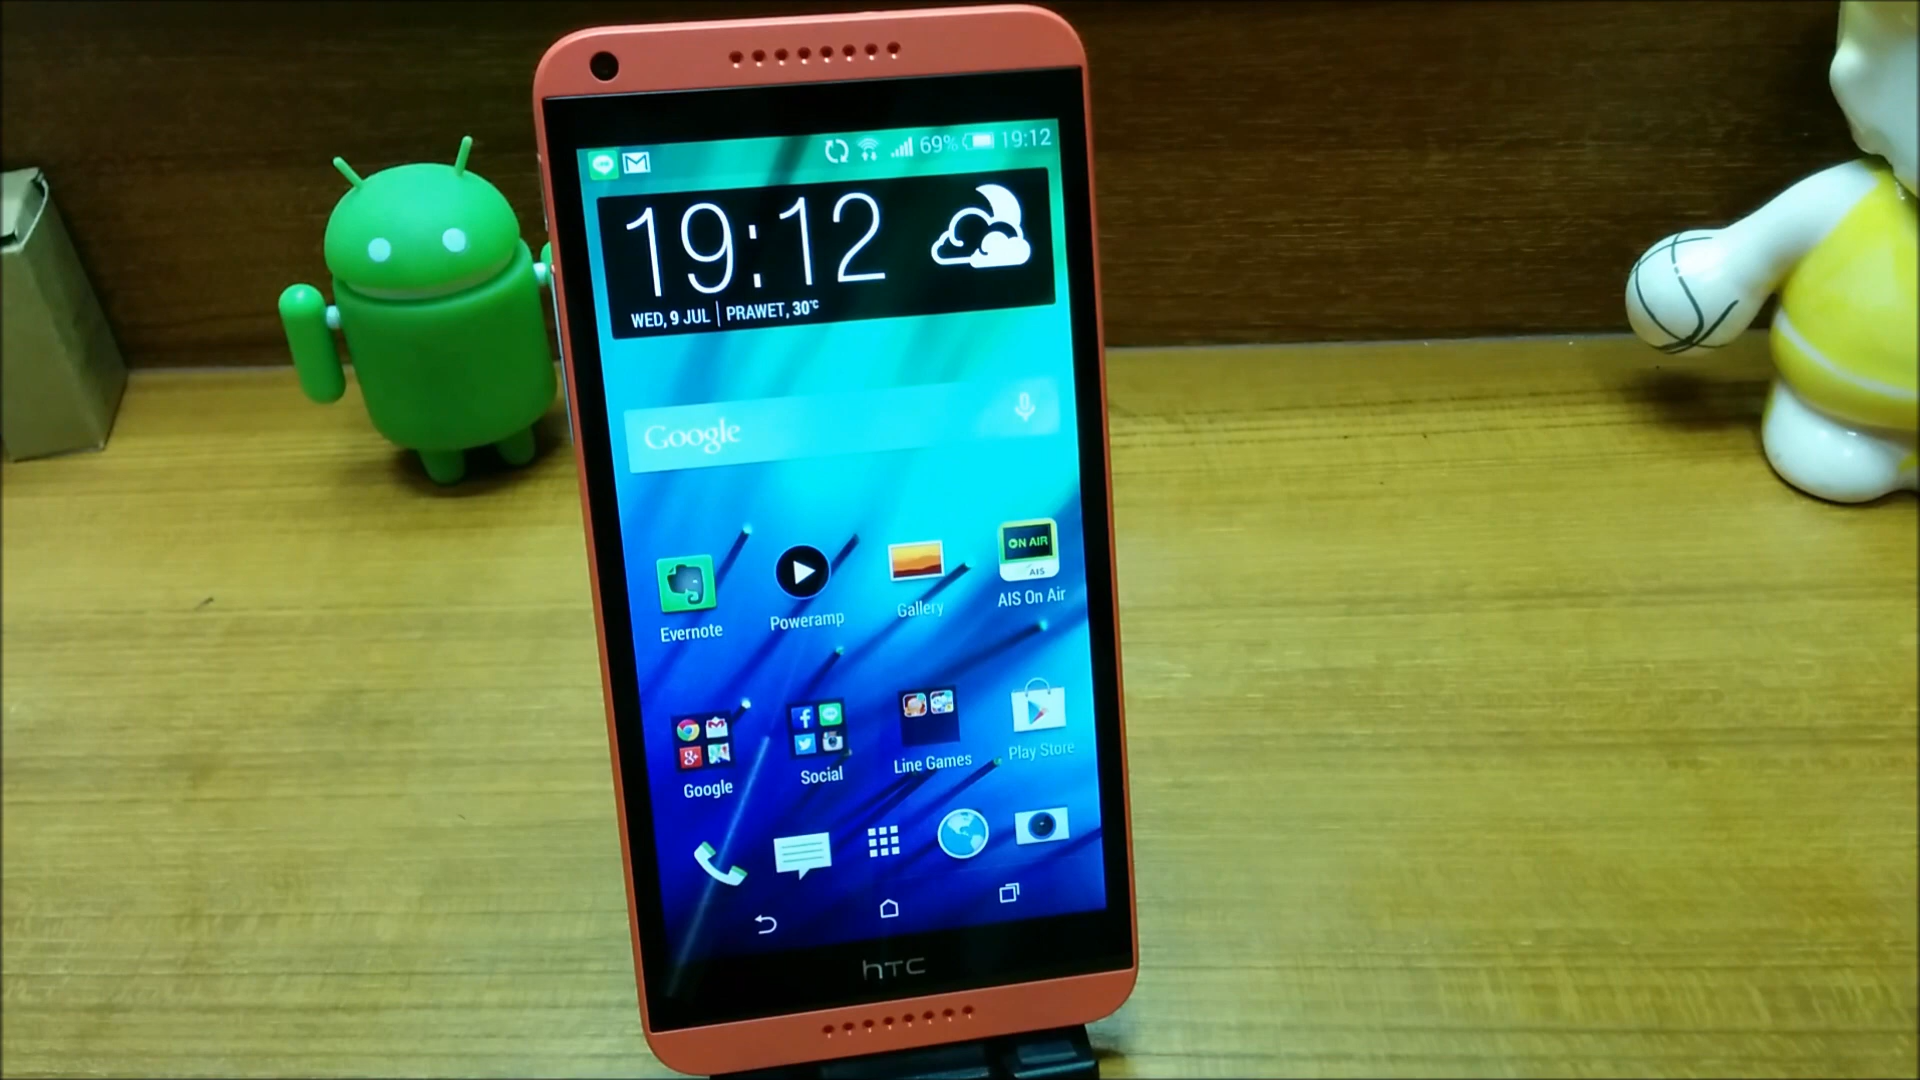 69% 19:12
19:12
WED, 9 JUL | PRAWET, 30°C
Google
ON AIR
AIS
Evernote Poweramp Gallery AIS On Air
Google Social Line Games Play Store
hTC